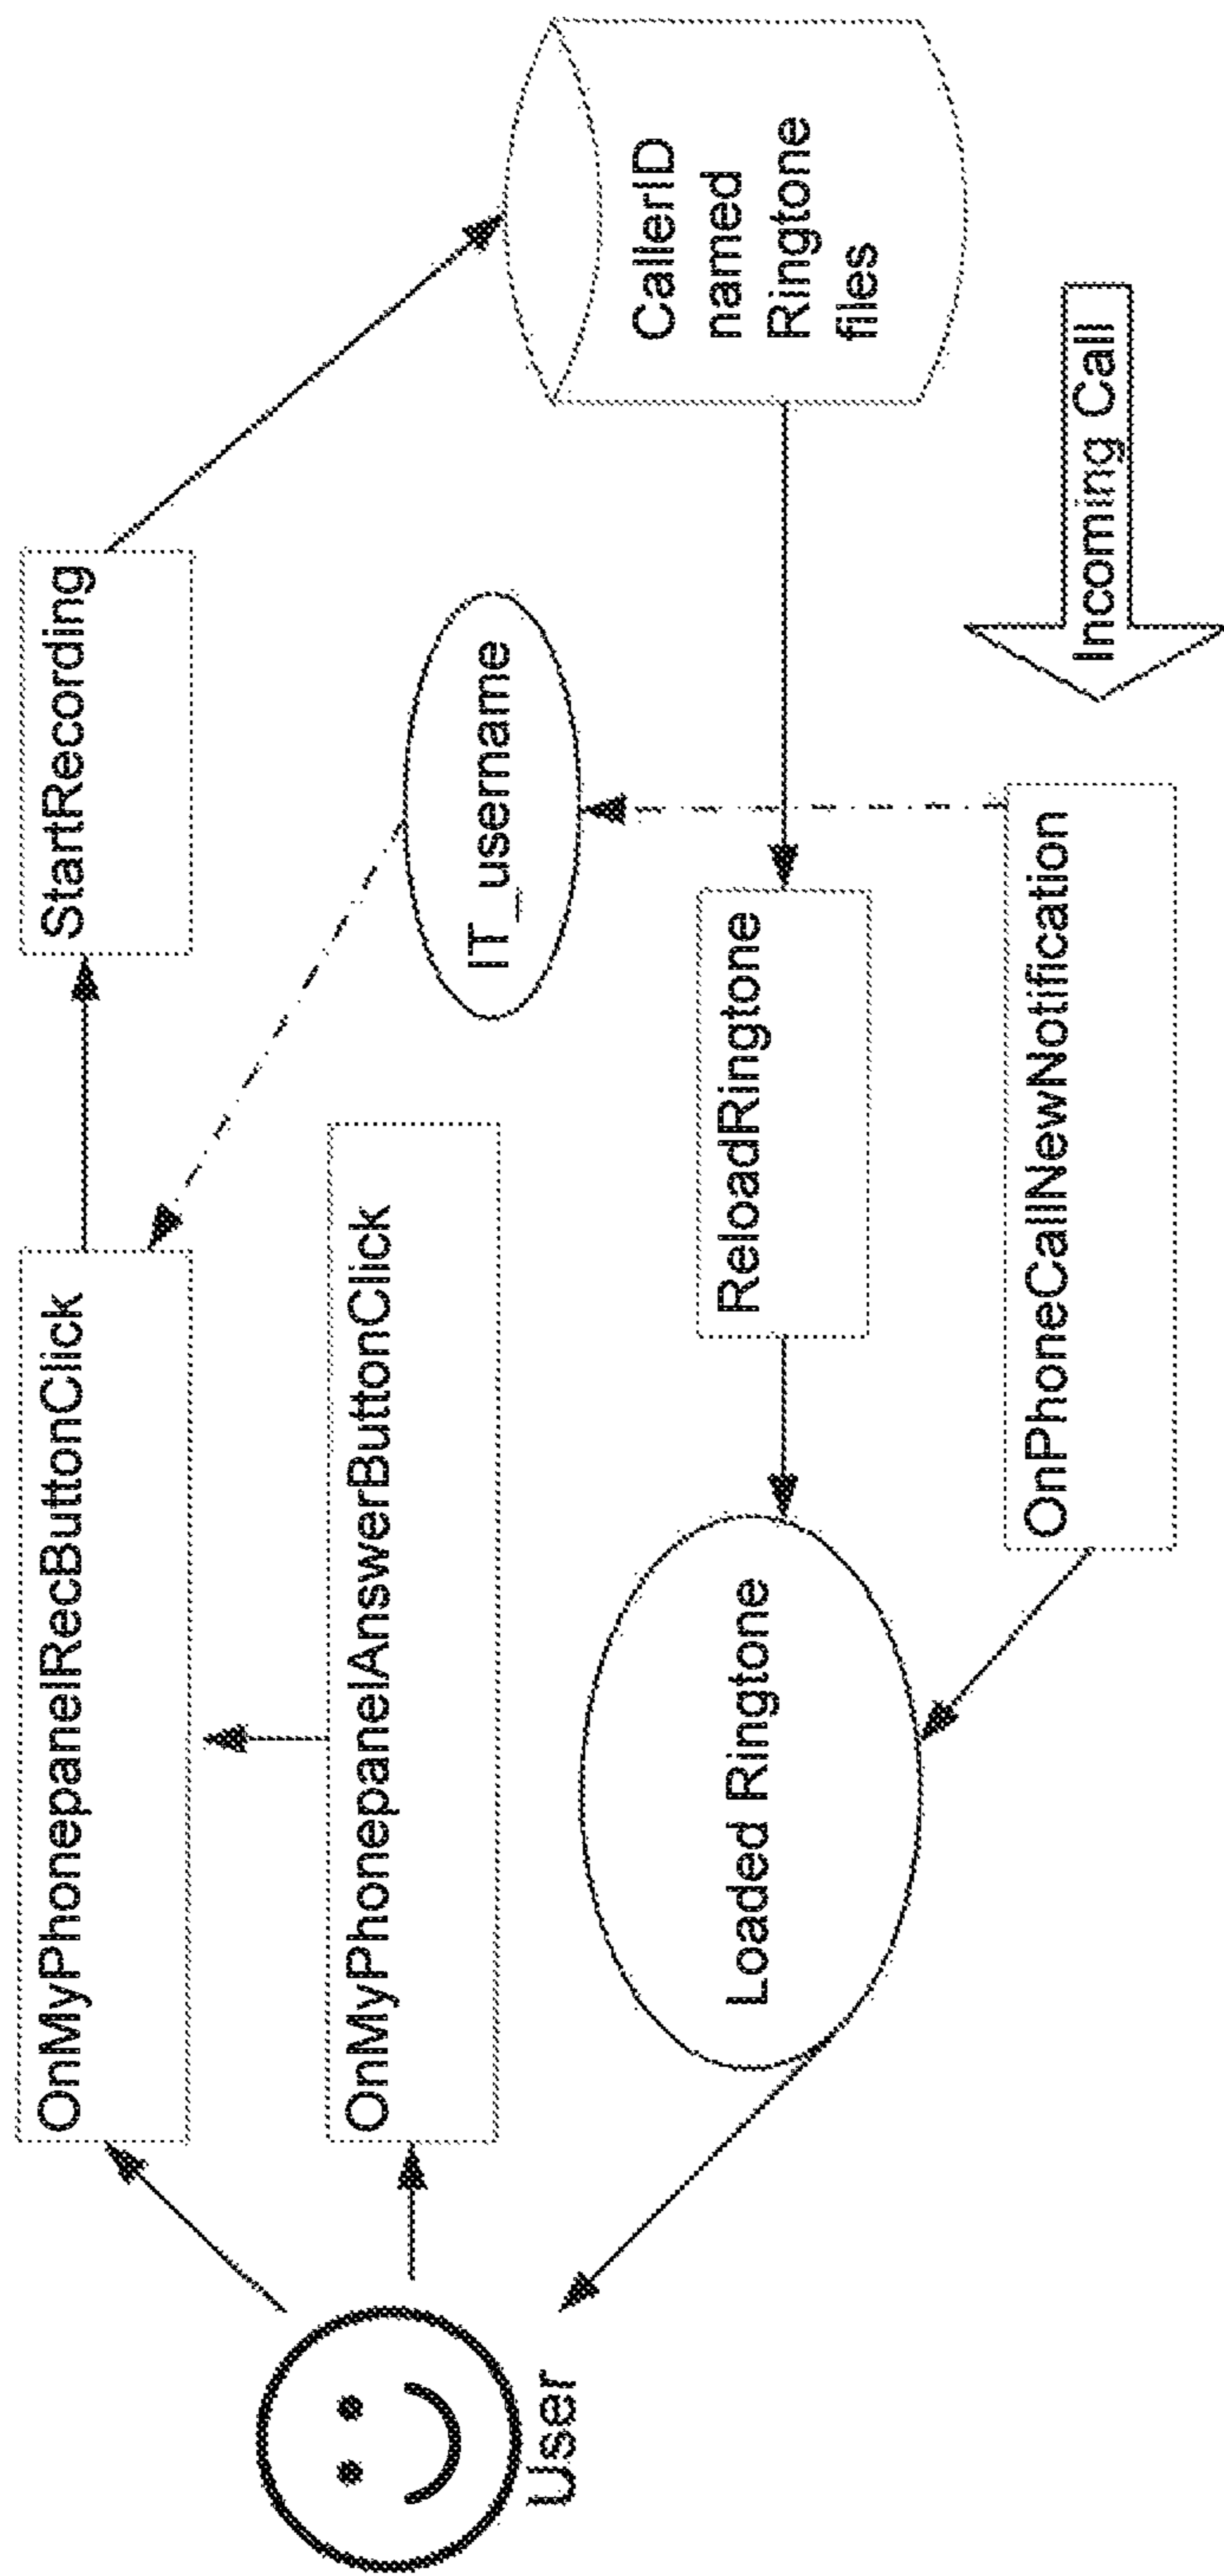 OnMyPhonepanelRecButtonClick
StartRecording
OnMyPhonepanelAnswerButtonClick
User
IT_username
CallerID
named
Ringtone
files
Loaded Ringtone
ReloadRingtone
OnPhoneCallNewNotification
Incoming Call